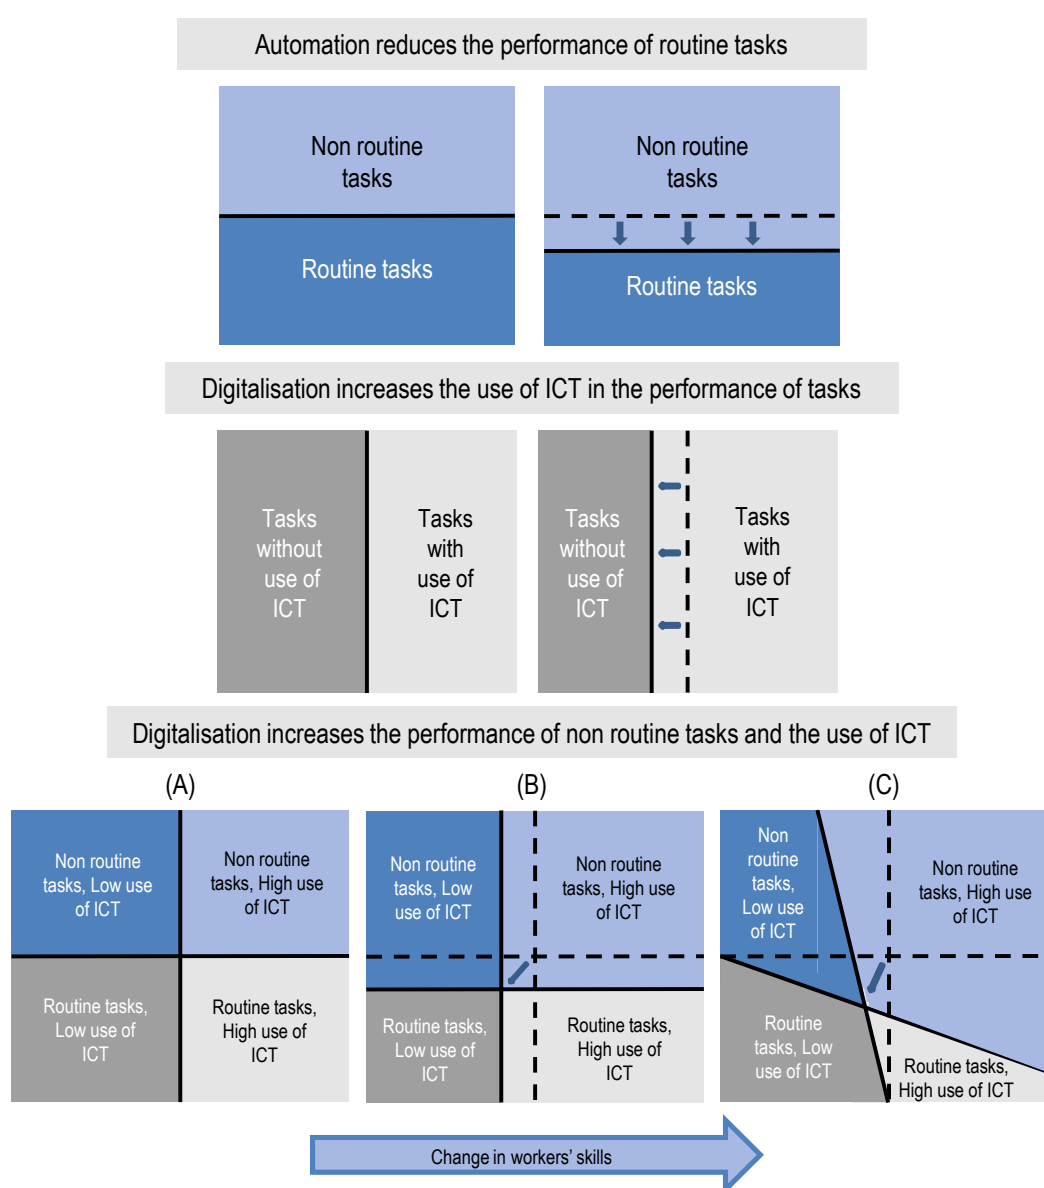 Automation reduces the performance of routine tasks
Non routine
tasks
Routine tasks
Non routine
tasks
Routine tasks
Digitalisation increases the use of ICT in the performance of tasks
Tasks
without
use of
ICT
Tasks
with
use of
ICT
Tasks
without
use of
ICT
Tasks
with
use of
ICT
Digitalisation increases the performance of non routine tasks and the use of ICT
(A)
Non routine
tasks, Low use
of ICT
Non routine
tasks, High use
of ICT
Routine tasks,
Low use of
ICT
Routine tasks,
High use of
ICT
(B)
Non routine
tasks, Low
use of ICT
Non routine
tasks, High
use of ICT
Routine tasks,
Low use of
ICT
Routine tasks,
High use of
ICT
(C)
Non
routine
tasks,
Low use
of ICT
Non routine
tasks, High use
of ICT
Routine
tasks, Low
use of ICT
Routine tasks,
High use of ICT
Change in workers' skills